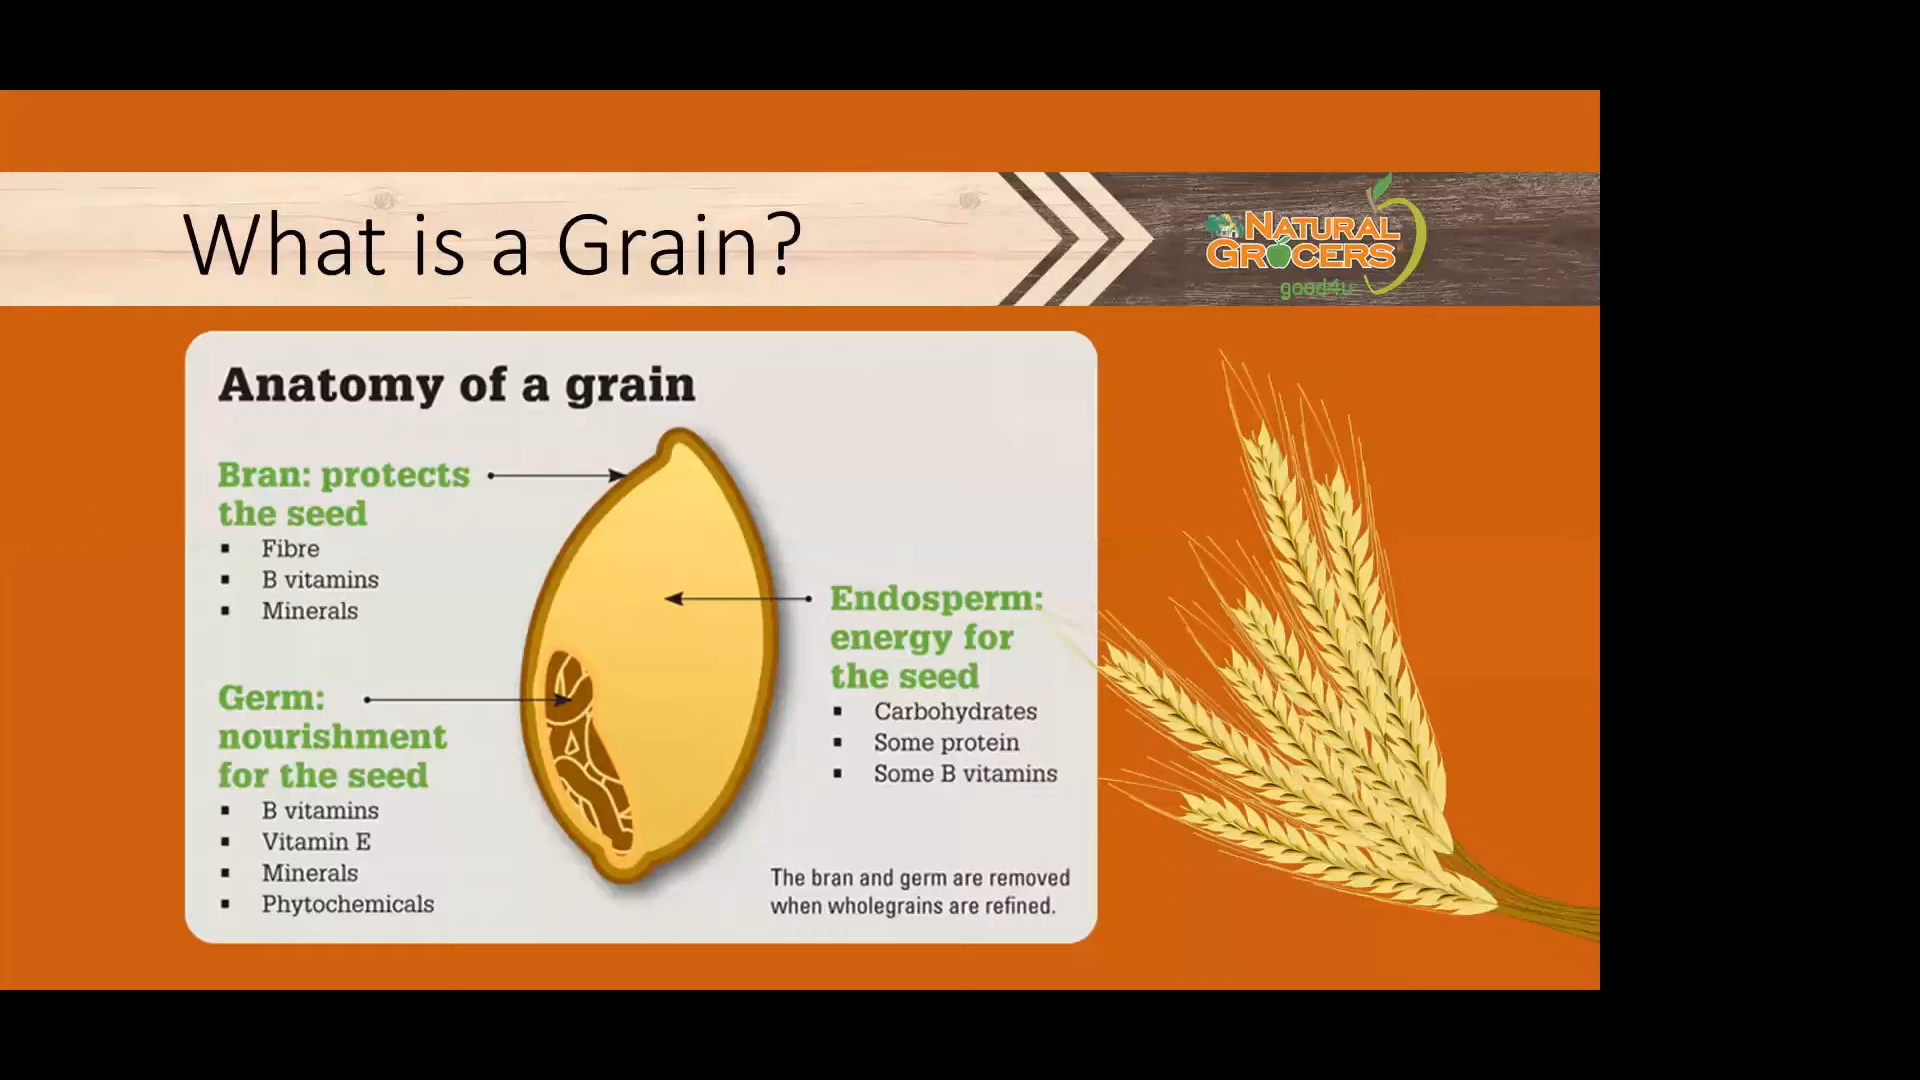 What is a Grain?
NATURAL
GROCERS
good4u
Anatomy of a grain
Bran: protects
the seed
▪ Fibre
▪ B vitamins
▪ Minerals
Germ:
nourishment
for the seed
▪ B vitamins
▪ Vitamin E
▪ Minerals
▪ Phytochemicals
Endosperm:
energy for
the seed
▪ Carbohydrates
▪ Some protein
▪ Some B vitamins
The bran and germ are removed
when wholegrains are refined.